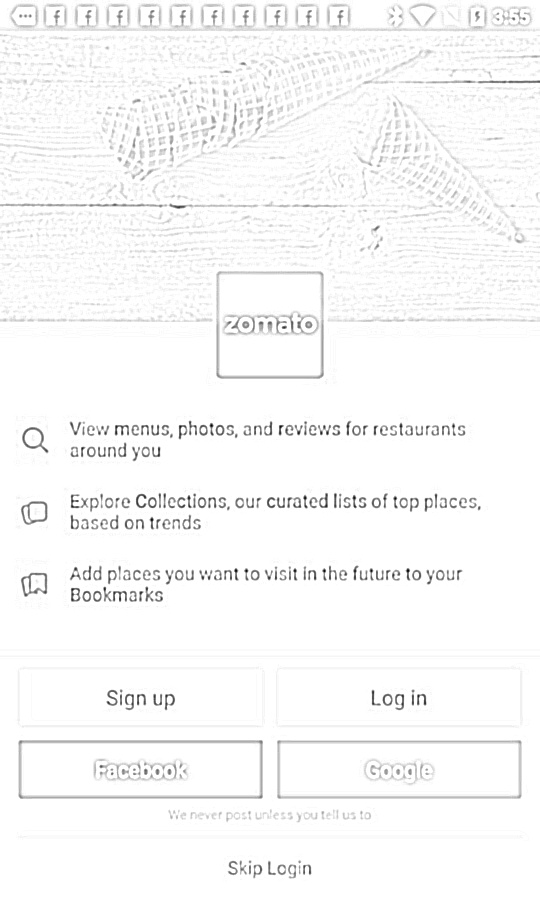 f f f f f f f f f f 3:55
zomato
View menus, photos, and reviews for restaurants
around you
Explore Collections, our curated lists of top places,
based on trends
Add places you want to visit in the future to your
Bookmarks
Sign up Log in
Facebook Google
We never post unless you tell us to
Skip Login